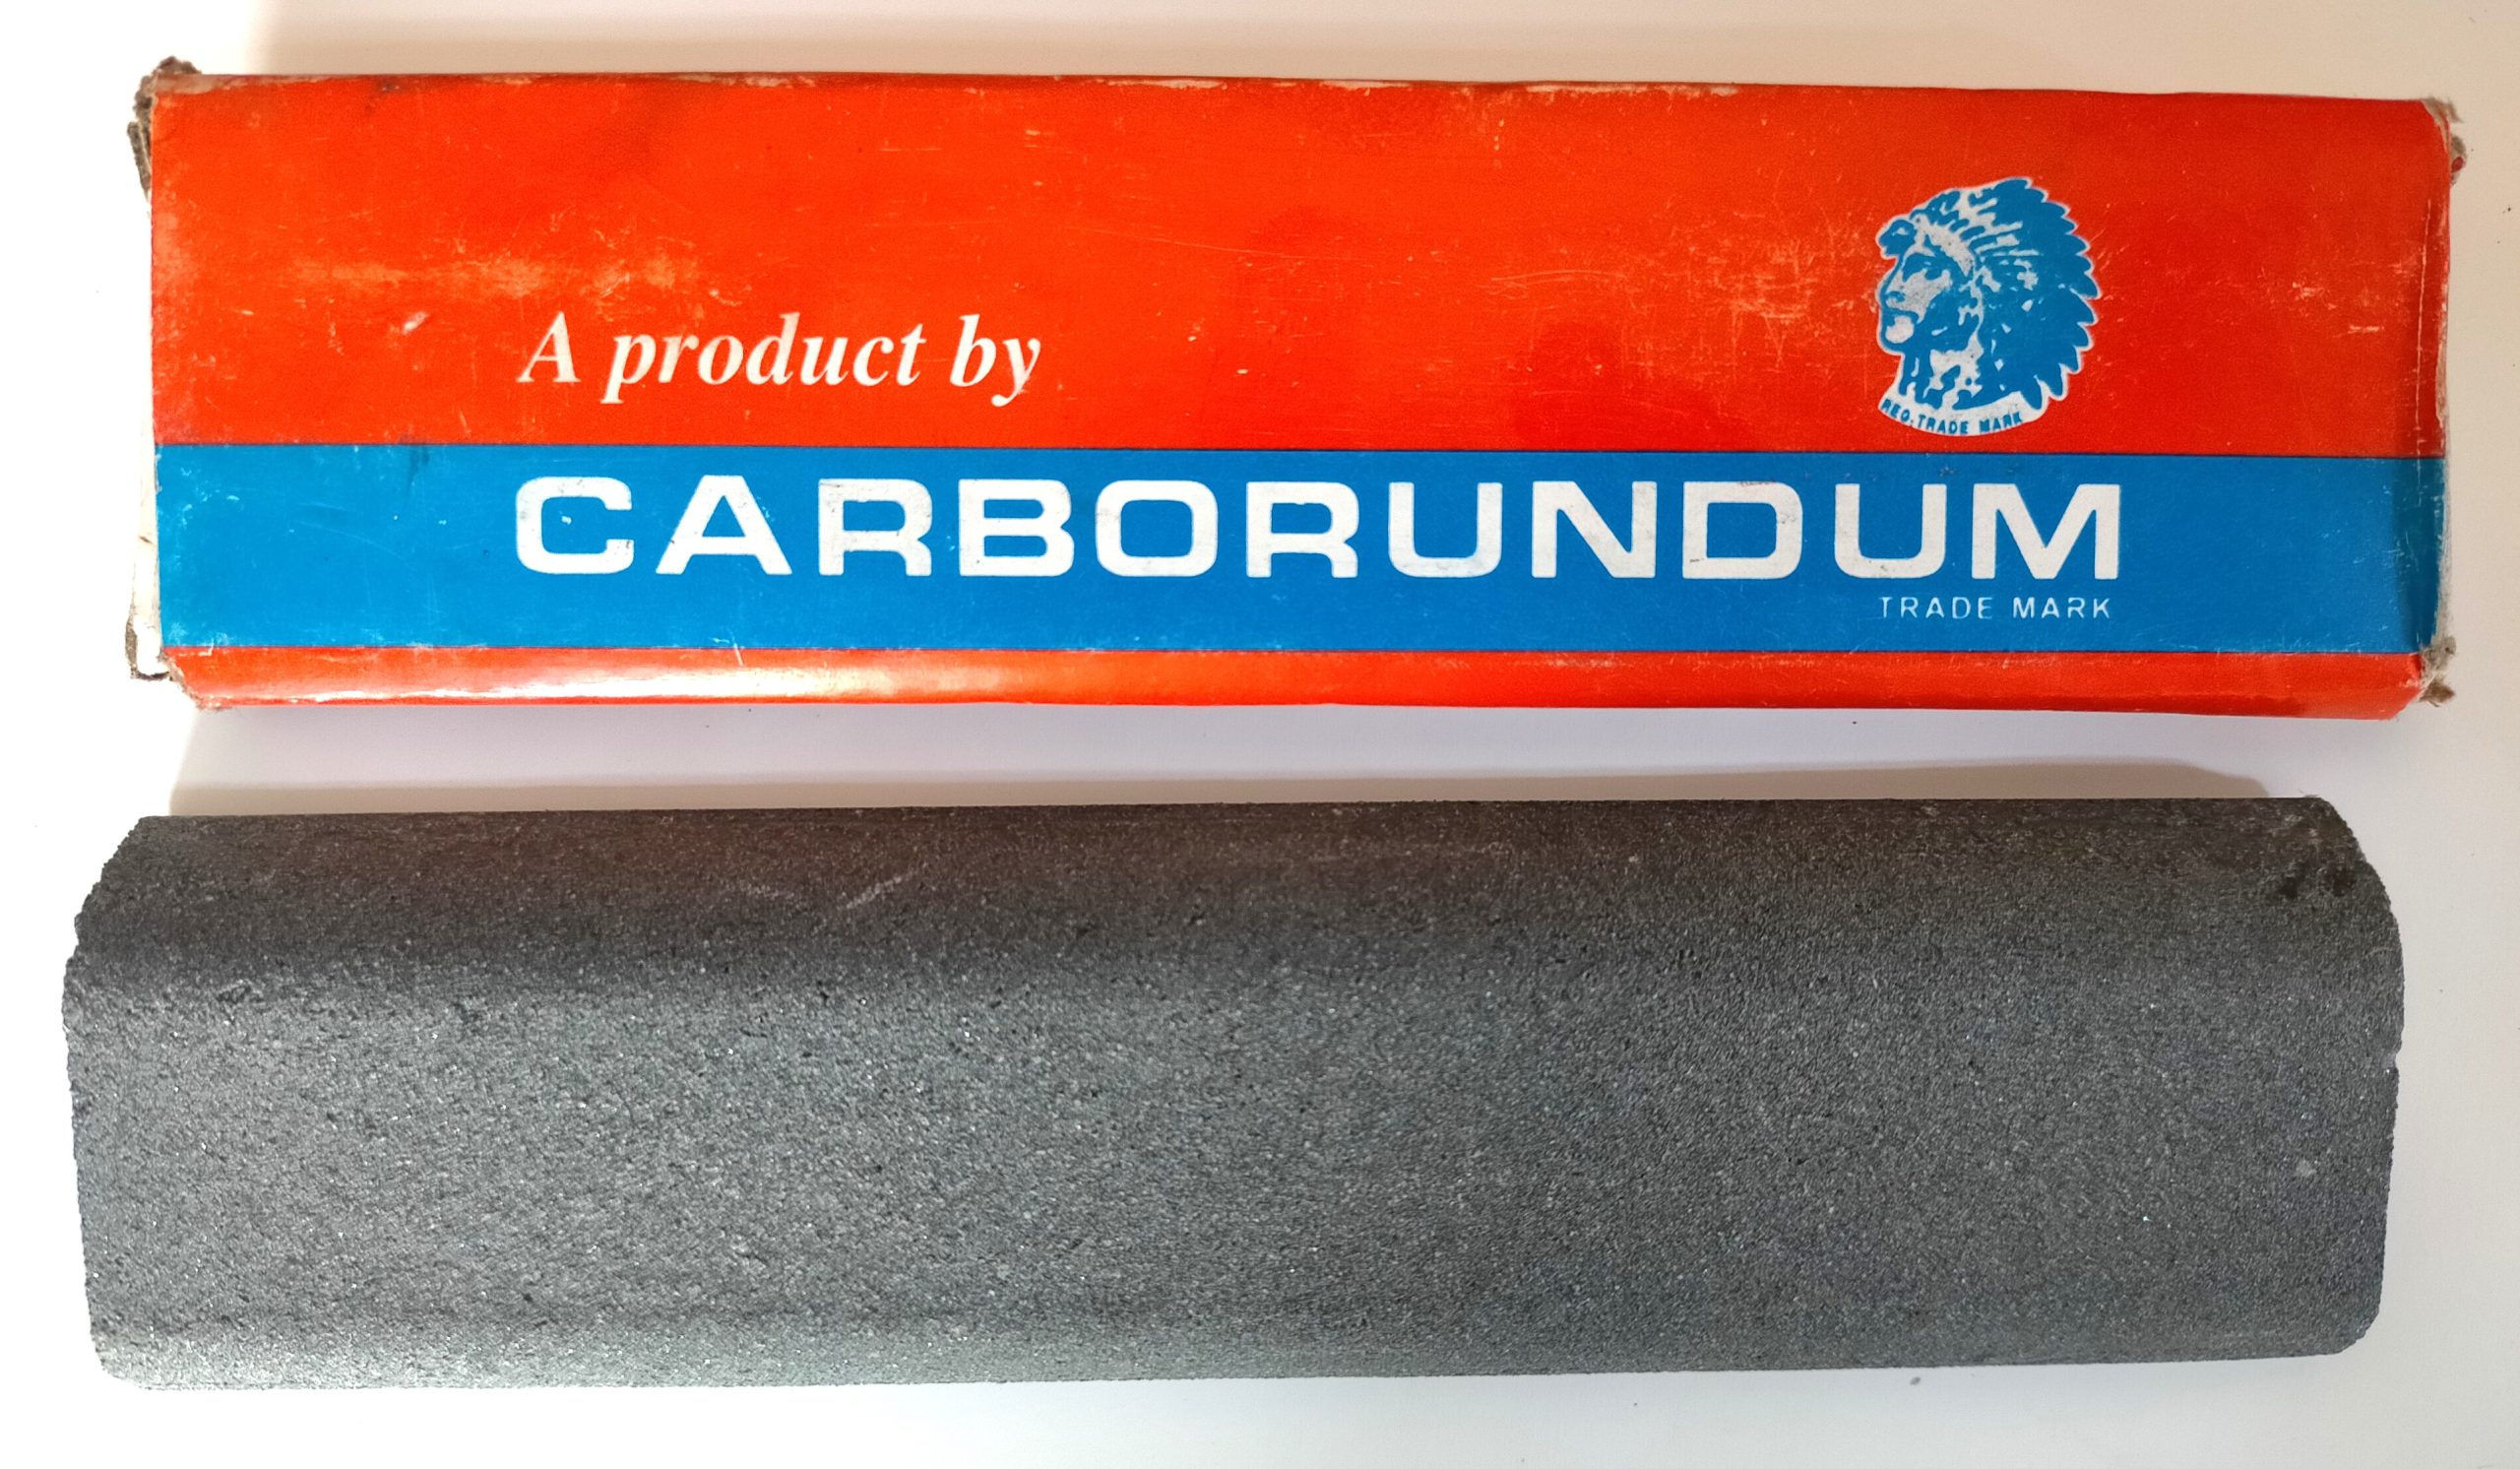 A product by
REG. TRADE MARK
CARBORUNDUM
TRADE MARK